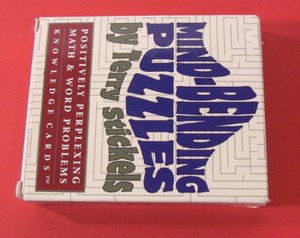 MIND-BENDING
PUZZLES
by Terry Stickels
POSITIVELY PERPLEXING
MATH & WORD PROBLEMS
KNOWLEDGE CARDS™